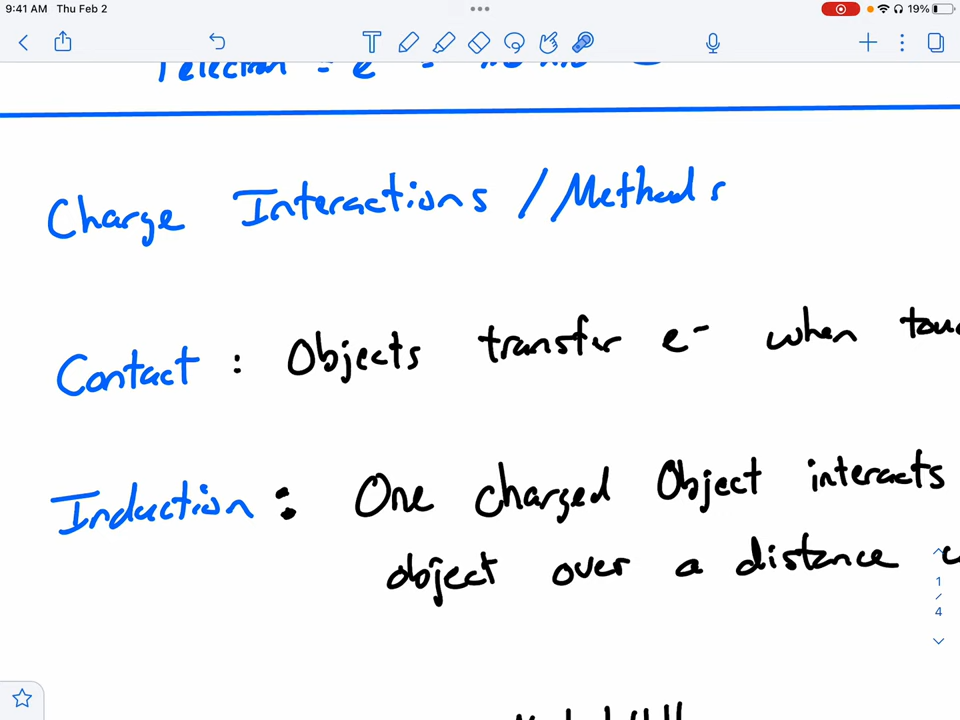 9:41 AM Thu Feb 2
19%
Charge Interactions / Methods
Contact : Objects transfer e- when
Induction : One charged Object interacts
object over a distance
1
/
4